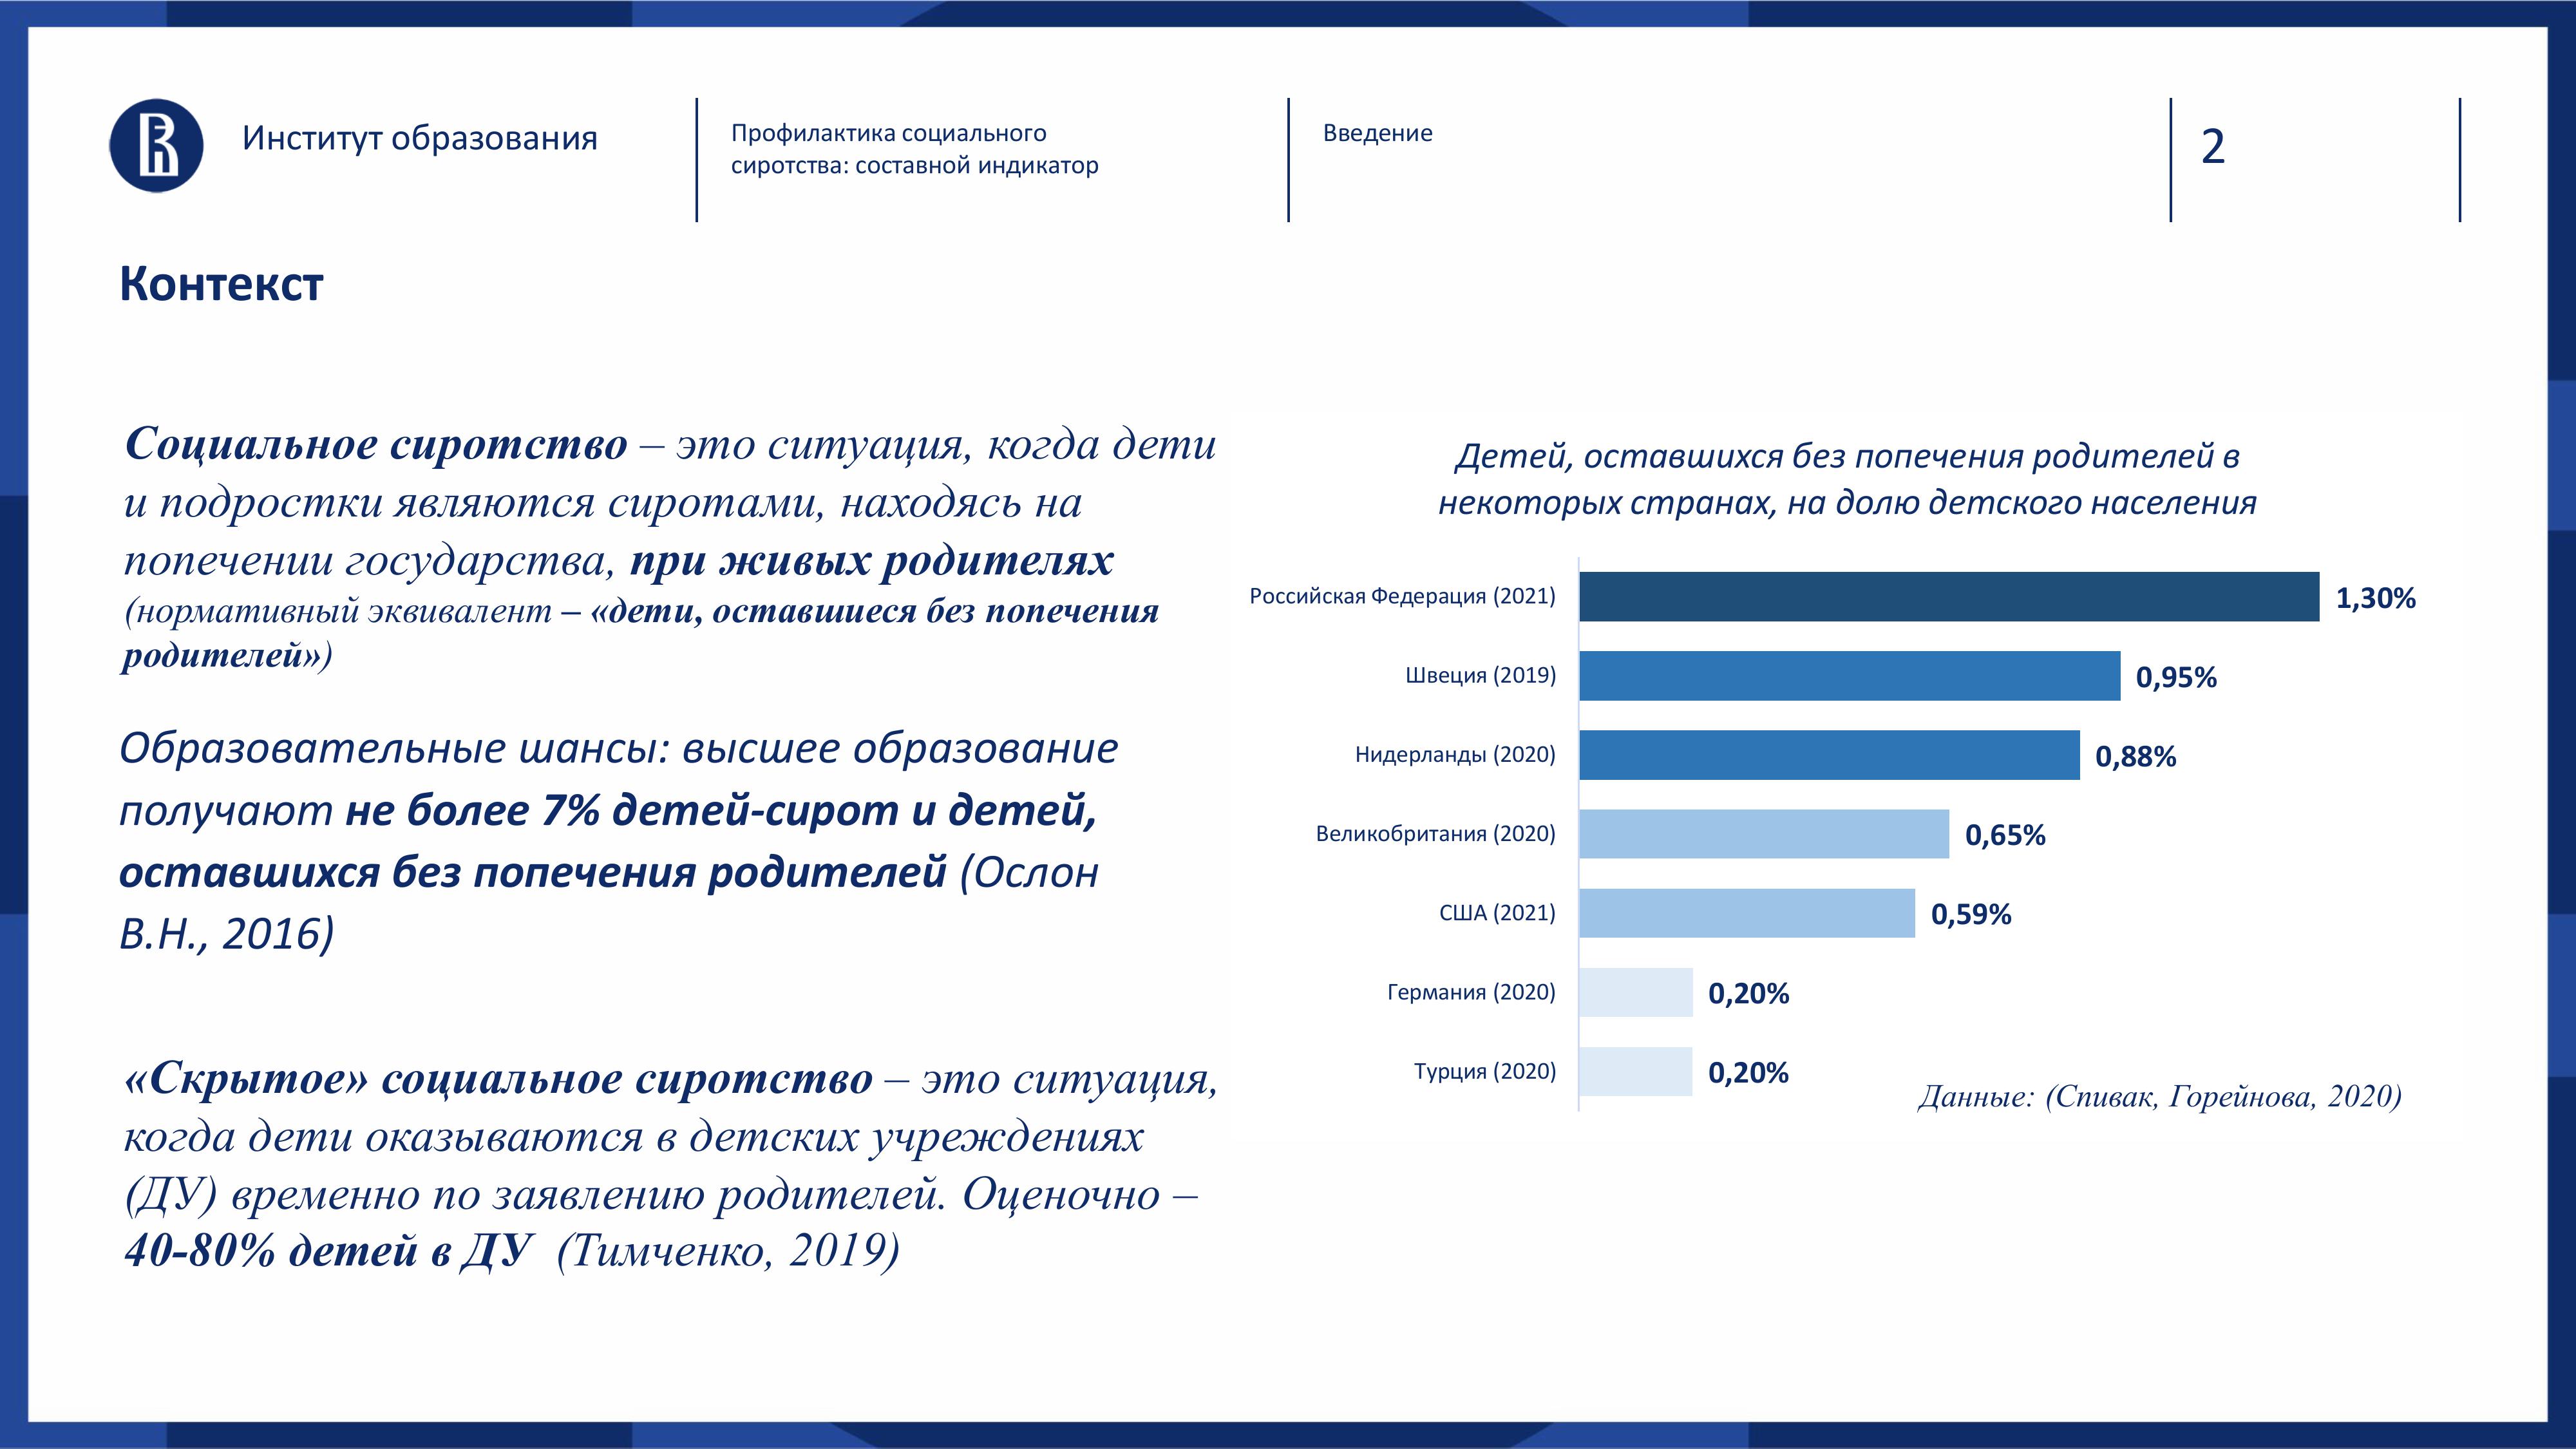 Институт образования
Профилактика социального
сиротства: составной индикатор
Введение
2
Контекст
Социальное сиротство – это ситуация, когда дети
и подростки являются сиротами, находясь на
попечении государства, при живых родителях
(нормативный эквивалент – «дети, оставшиеся без попечения
родителей»)
Образовательные шансы: высшее образование
получают не более 7% детей-сирот и детей,
оставшихся без попечения родителей (Ослон
В.Н., 2016)
«Скрытое» социальное сиротство – это ситуация,
когда дети оказываются в детских учреждениях
(ДУ) временно по заявлению родителей. Оценочно –
40-80% детей в ДУ (Тимченко, 2019)
Детей, оставшихся без попечения родителей в
некоторых странах, на долю детского населения
Российская Федерация (2021) 1,30%
Швеция (2019) 0,95%
Нидерланды (2020) 0,88%
Великобритания (2020) 0,65%
США (2021) 0,59%
Германия (2020) 0,20%
Турция (2020) 0,20%
Данные: (Спивак, Горейнова, 2020)